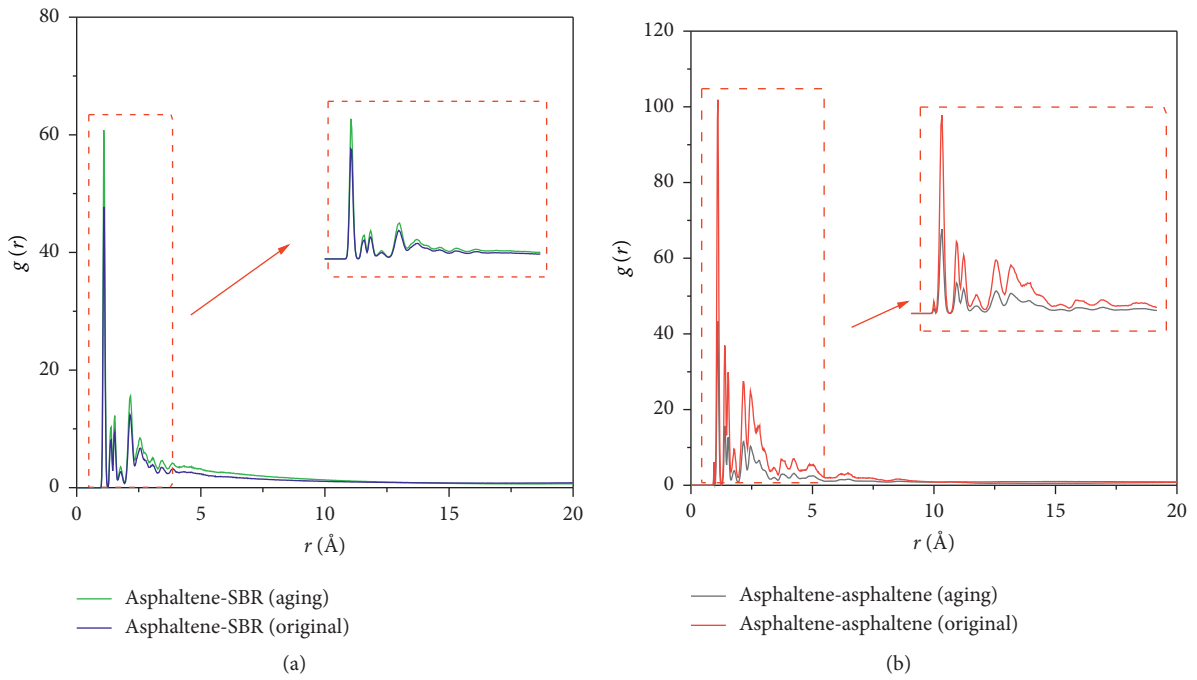 80
60
40
20
0
g (r)
0
5
10
15
20
r (Å)
Asphaltene-SBR (aging)
Asphaltene-SBR (original)
(a)
120
100
80
60
40
20
0
g (r)
0
5
10
15
20
r (Å)
Asphaltene-asphaltene (aging)
Asphaltene-asphaltene (original)
(b)